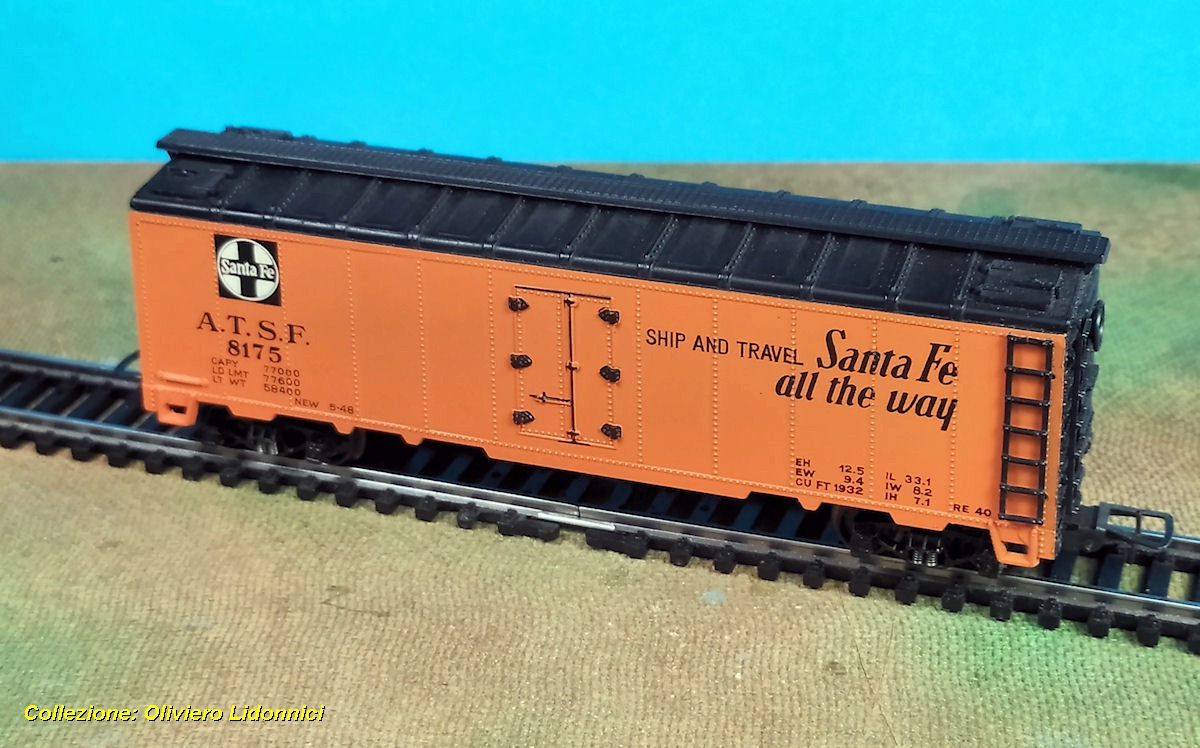 Santa Fe
A.T.S.F.
8175
CAPY 77000
LD LMT 77600
LT WT 58400
NEW 5-48
SHIP AND TRAVEL Santa Fe
all the way
EH 12.5 IL 33.1
EW 9.4 IW 8.2
CU FT 1932 IH 7.1
RE 40
Collezione: Oliviero Lidonnici